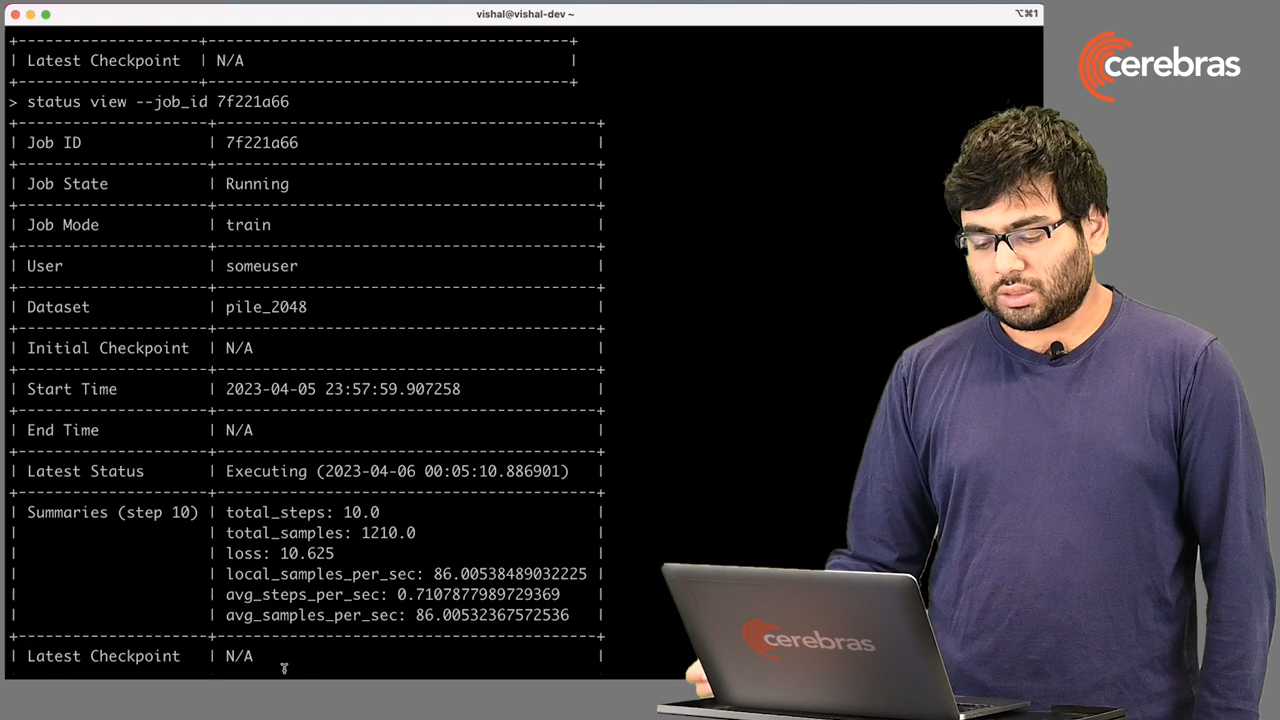 vishal@vishal-dev ~
⌥⌘1
| Latest Checkpoint | N/A |
> status view --job_id 7f221a66
| Job ID | 7f221a66 |
| Job State | Running |
| Job Mode | train |
| User | someuser |
| Dataset | pile_2048 |
| Initial Checkpoint | N/A |
| Start Time | 2023-04-05 23:57:59.907258 |
| End Time | N/A |
| Latest Status | Executing (2023-04-06 00:05:10.886901) |
| Summaries (step 10) | total_steps: 10.0 |
| | total_samples: 1210.0 |
| | loss: 10.625 |
| | local_samples_per_sec: 86.00538489032225 |
| | avg_steps_per_sec: 0.7107877989729369 |
| | avg_samples_per_sec: 86.00532367572536 |
| Latest Checkpoint | N/A |
cerebras
cerebras